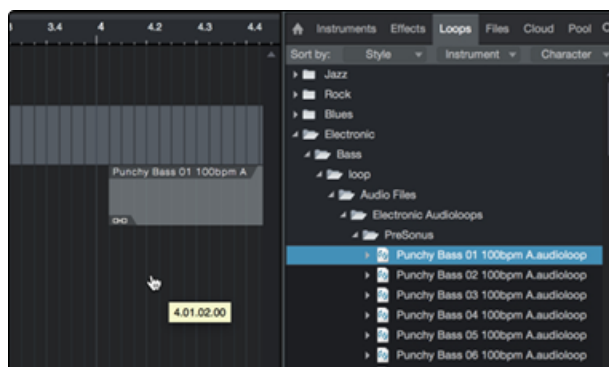 3.4 4 4.2 4.3 4.4
Instruments Effects Loops Files Cloud Pool
Sort by: Style Instrument Character
Jazz
Rock
Blues
Electronic
Bass
loop
Audio Files
Electronic Audioloops
PreSonus
Punchy Bass 01 100bpm A.audioloop
Punchy Bass 02 100bpm A.audioloop
Punchy Bass 03 100bpm A.audioloop
Punchy Bass 04 100bpm A.audioloop
Punchy Bass 05 100bpm A.audioloop
Punchy Bass 06 100bpm A.audioloop
Punchy Bass 01 100bpm A
4.01.02.00